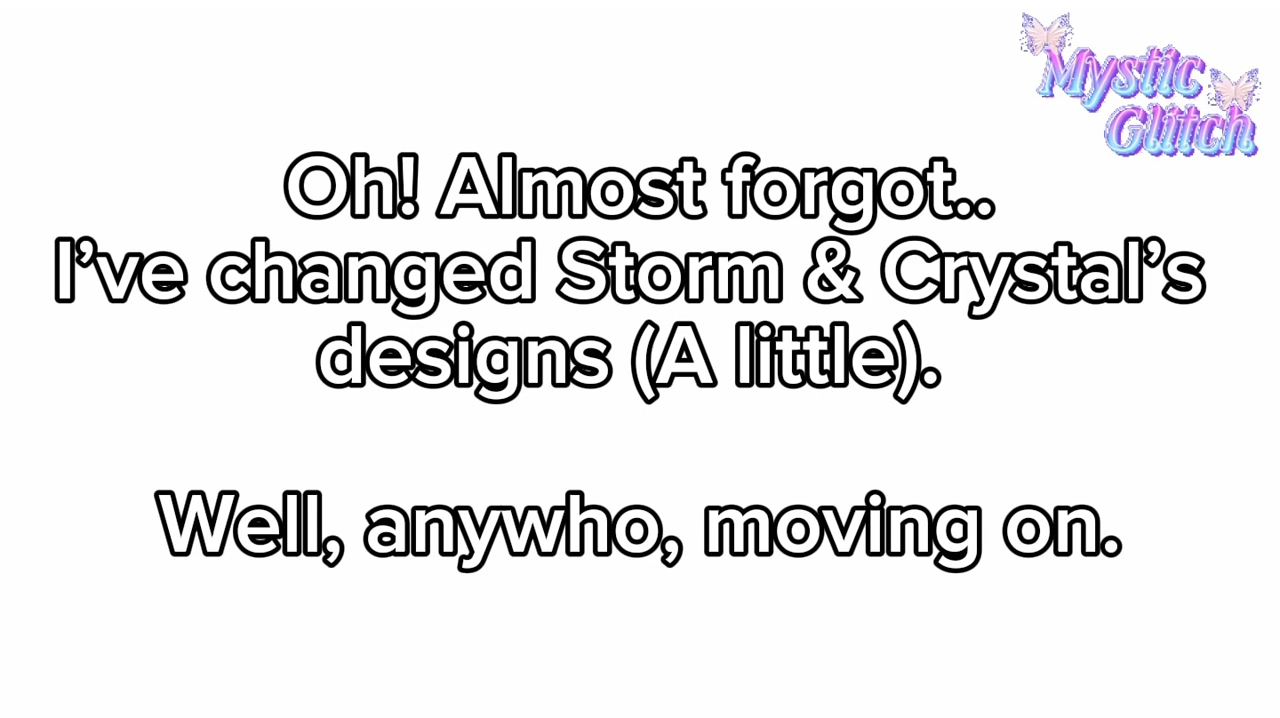 Mystic
Glitch
Oh! Almost forgot..
I’ve changed Storm & Crystal’s
designs (A little).
Well, anywho, moving on.